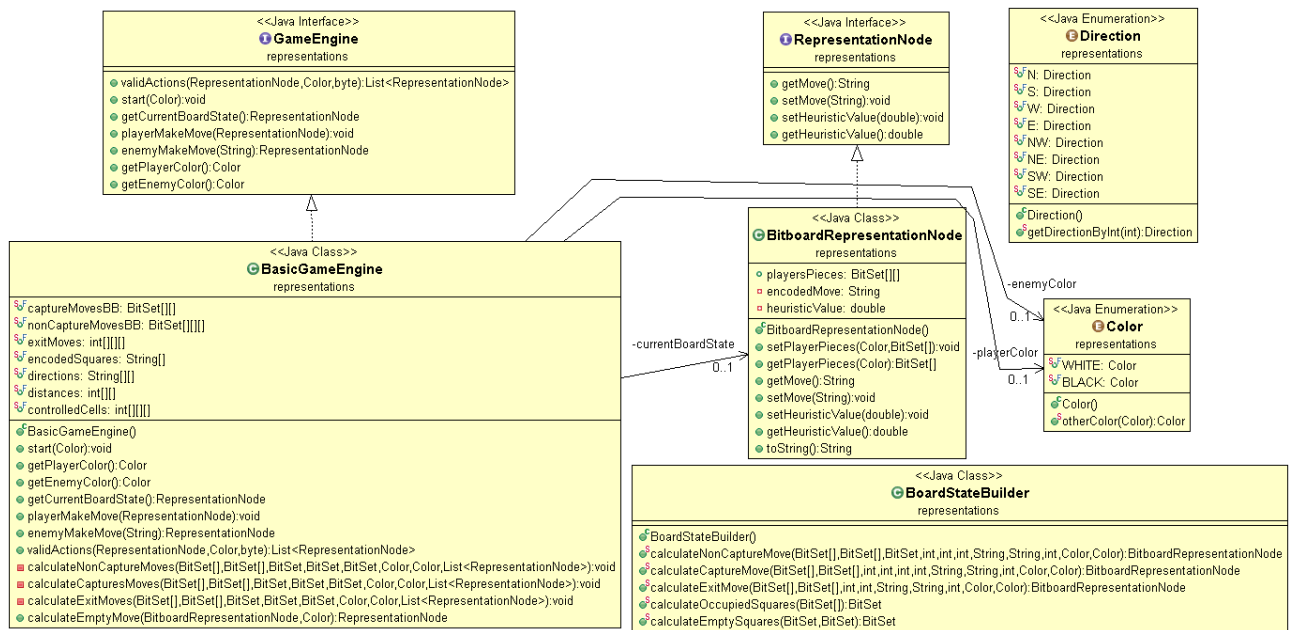 <<Java Interface>>
GameEngine
representations
validActions(RepresentationNode,Color,byte):List<RepresentationNode>
start(Color):void
getCurrentBoardState():RepresentationNode
playerMakeMove(RepresentationNode):void
enemyMakeMove(String):RepresentationNode
getPlayerColor():Color
getEnemyColor():Color
<<Java Interface>>
RepresentationNode
representations
getMove():String
setMove(String):void
setHeuristicValue(double):void
getHeuristicValue():double
<<Java Enumeration>>
Direction
representations
N: Direction
S: Direction
W: Direction
E: Direction
NW: Direction
NE: Direction
SW: Direction
SE: Direction
Direction()
getDirectionByInt(int):Direction
<<Java Class>>
BasicGameEngine
representations
captureMovesBB: BitSet[][]
nonCaptureMovesBB: BitSet[][][]
exitMoves: int[][][]
encodedSquares: String[]
directions: String[][]
distances: int[][]
controlledCells: int[][][]
BasicGameEngine()
start(Color):void
getPlayerColor():Color
getEnemyColor():Color
getCurrentBoardState():RepresentationNode
playerMakeMove(RepresentationNode):void
enemyMakeMove(String):RepresentationNode
validActions(RepresentationNode,Color,byte):List<RepresentationNode>
calculateNonCaptureMoves(BitSet[],BitSet[],BitSet,BitSet,BitSet,Color,Color,List<RepresentationNode>):void
calculateCapturesMoves(BitSet[],BitSet[],BitSet,BitSet,BitSet,Color,Color,List<RepresentationNode>):void
calculateExitMoves(BitSet[],BitSet[],BitSet,BitSet,BitSet,Color,Color,List<RepresentationNode>):void
calculateEmptyMove(BitboardRepresentationNode,Color):RepresentationNode
-currentBoardState
0..1
<<Java Class>>
BitboardRepresentationNode
representations
playersPieces: BitSet[][]
encodedMove: String
heuristicValue: double
BitboardRepresentationNode()
setPlayerPieces(Color,BitSet[]):void
getPlayerPieces(Color):BitSet[]
getMove():String
setMove(String):void
setHeuristicValue(double):void
getHeuristicValue():double
toString():String
-enemyColor
0..1
-playerColor
0..1
<<Java Enumeration>>
Color
representations
WHITE: Color
BLACK: Color
Color()
otherColor(Color):Color
<<Java Class>>
BoardStateBuilder
representations
BoardStateBuilder()
calculateNonCaptureMove(BitSet[],BitSet[],BitSet,int,int,int,String,String,int,Color,Color):BitboardRepresentationNode
calculateCaptureMove(BitSet[],BitSet[],int,int,int,int,String,String,int,Color,Color):BitboardRepresentationNode
calculateExitMove(BitSet[],BitSet[],int,int,String,String,int,Color,Color):BitboardRepresentationNode
calculateOccupiedSquares(BitSet[]):BitSet
calculateEmptySquares(BitSet,BitSet):BitSet